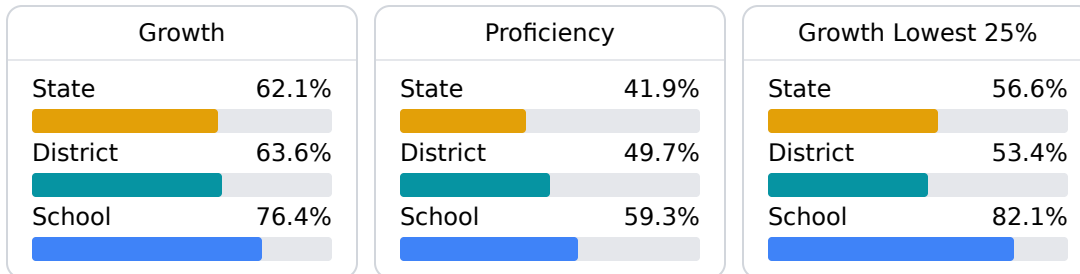 Growth
State 62.1%
District 63.6%
School 76.4%
Proficiency
State 41.9%
District 49.7%
School 59.3%
Growth Lowest 25%
State 56.6%
District 53.4%
School 82.1%